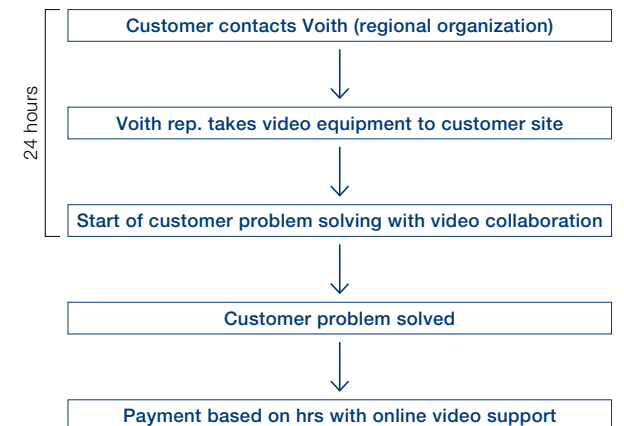 Customer contacts Voith (regional organization)
24 hours
Voith rep. takes video equipment to customer site
Start of customer problem solving with video collaboration
Customer problem solved
Payment based on hrs with online video support